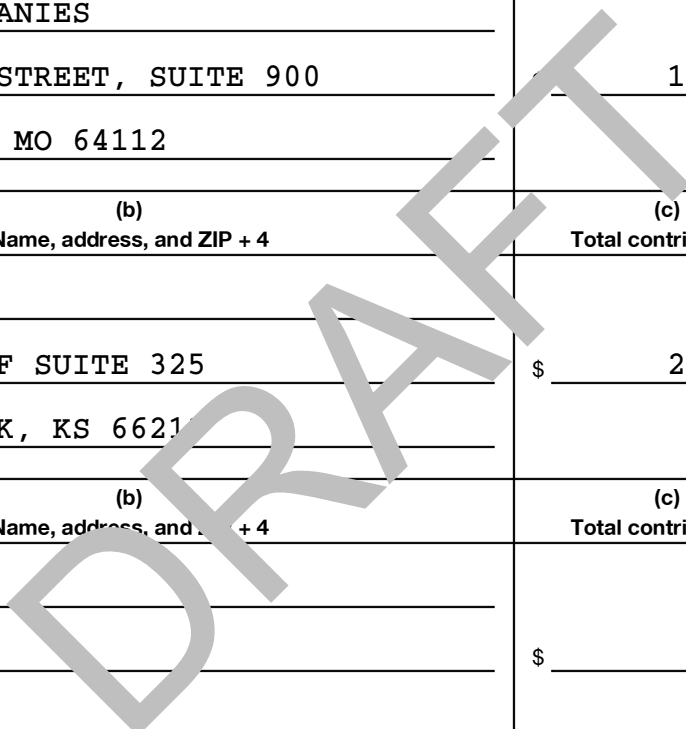 ANIES
STREET, SUITE 900
1
MO 64112
(b)
(c)
Name, address, and ZIP + 4
Total contri
F SUITE 325
$ 2
K, KS
(b)
(c)
Name, address, and + 4
Total contri
$
DRAFT